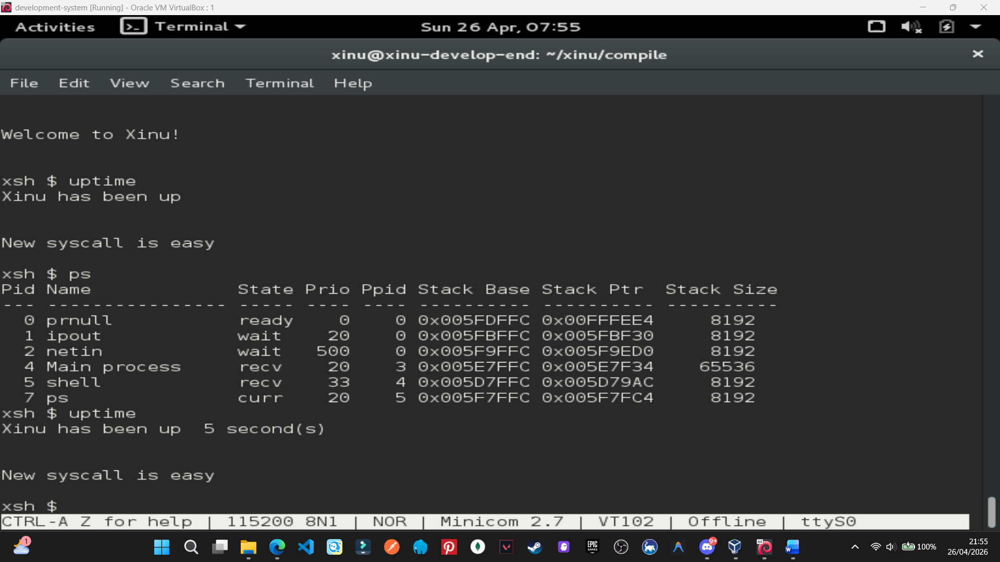 development-system [Running] - Oracle VM VirtualBox : 1
Activities Terminal Sun 26 Apr, 07:55
xinu@xinu-develop-end: ~/xinu/compile
File Edit View Search Terminal Help
Welcome to Xinu!
xsh $ uptime
Xinu has been up
New syscall is easy
xsh $ ps
Pid Name State Prio Ppid Stack Base Stack Ptr Stack Size
--- ---------------- ----- ---- ---- ---------- ---------- ----------
0 prnull ready 0 0 0x005FDFFC 0x00FFFEE4 8192
1 ipout wait 20 0 0x005FBFFC 0x005FBF30 8192
2 netin wait 500 0 0x005F9FFC 0x005F9ED0 8192
4 Main process recv 20 3 0x005E7FFC 0x005E7F34 65536
5 shell recv 33 4 0x005D7FFC 0x005D79AC 8192
7 ps curr 20 5 0x005F7FFC 0x005F7FC4 8192
xsh $ uptime
Xinu has been up  5 second(s)
New syscall is easy
xsh $
CTRL-A Z for help | 115200 8N1 | NOR | Minicom 2.7 | VT102 | Offline | ttyS0
1 EPIC GAMES 9+ 64 W 100% 21:55
26/04/2026